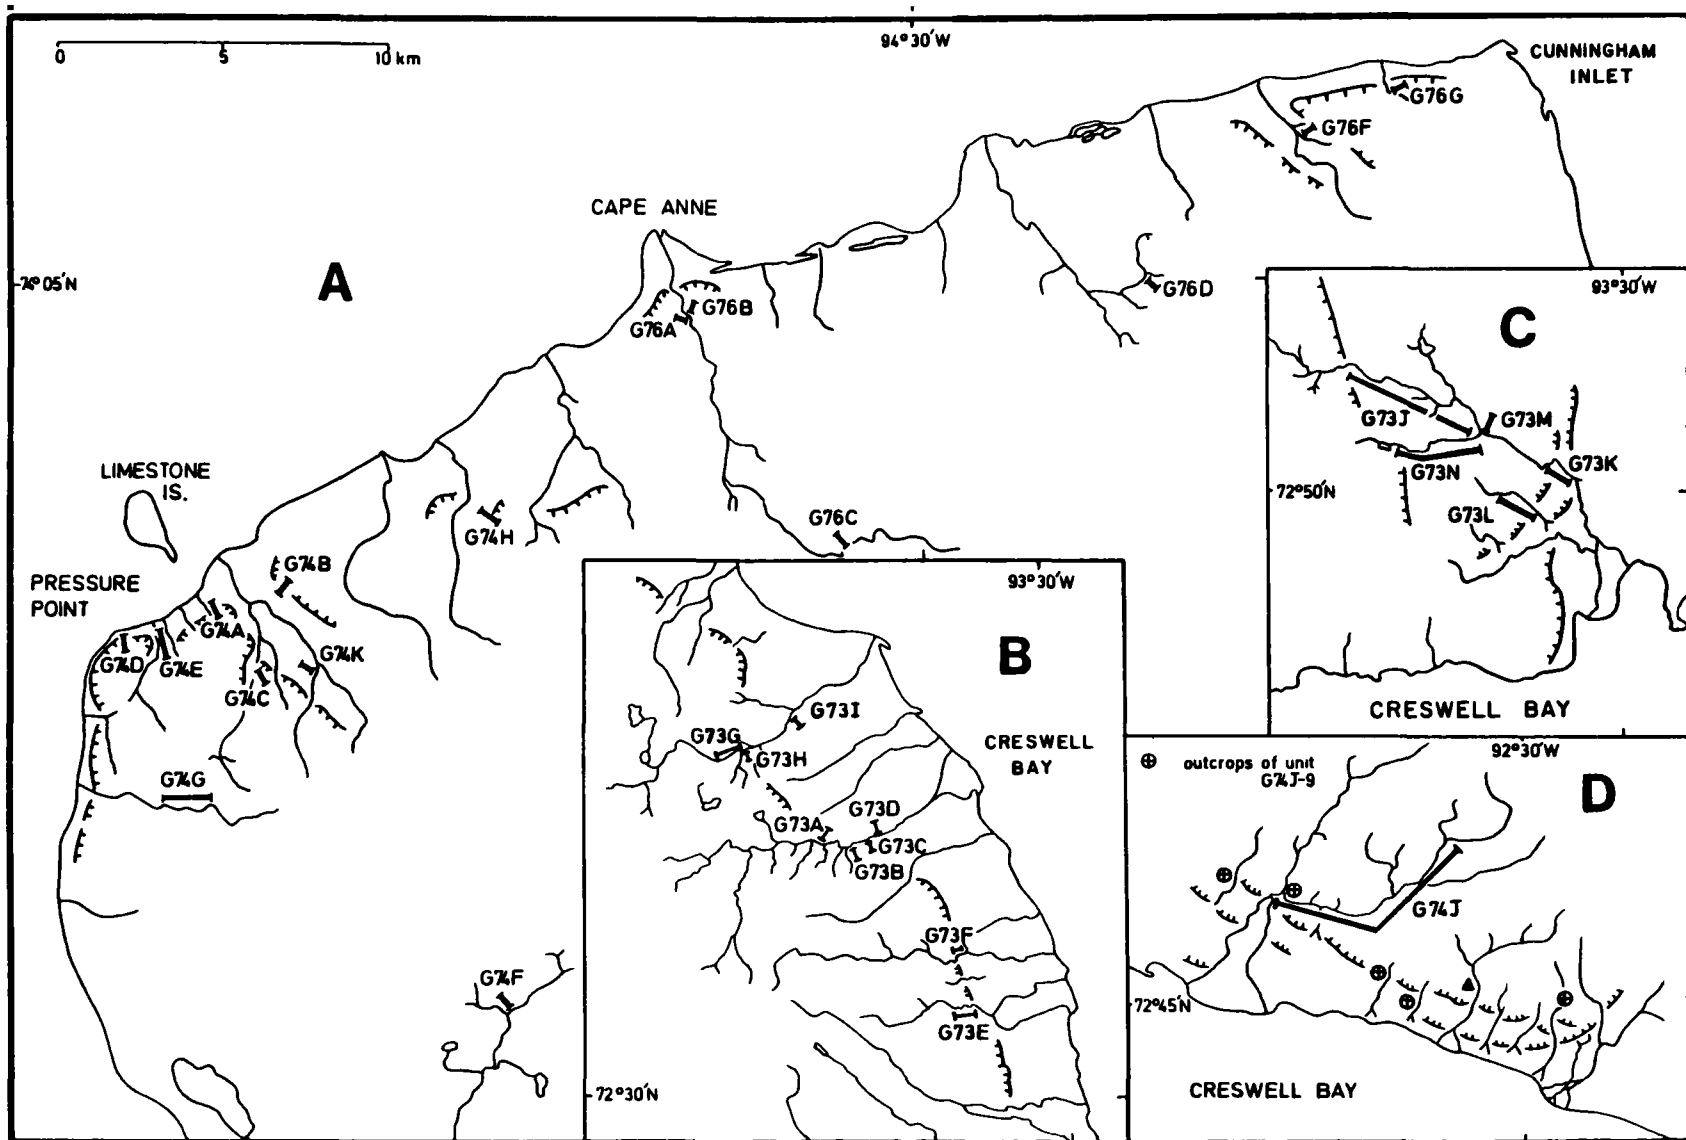 0 5 10 km
94°30'W
CUNNINGHAM
INLET
G76G
G76F
CAPE ANNE
74°05'N
A
G76D
G76B
G76A
LIMESTONE
IS.
G74H
G76C
PRESSURE
POINT
G74B
G74A
G74D
G74E
G74K
G74C
G74G
G74F
93°30'W
B
G73I
CRESWELL
BAY
G73G
G73H
G73D
G73A
G73C
G73B
G73F
G73E
72°30'N
93°30'W
C
G73J
G73M
G73N
G73K
72°50'N
G73L
CRESWELL BAY
92°30'W
outcrops of unit
G74J-9
D
G74J
72°45'N
CRESWELL BAY